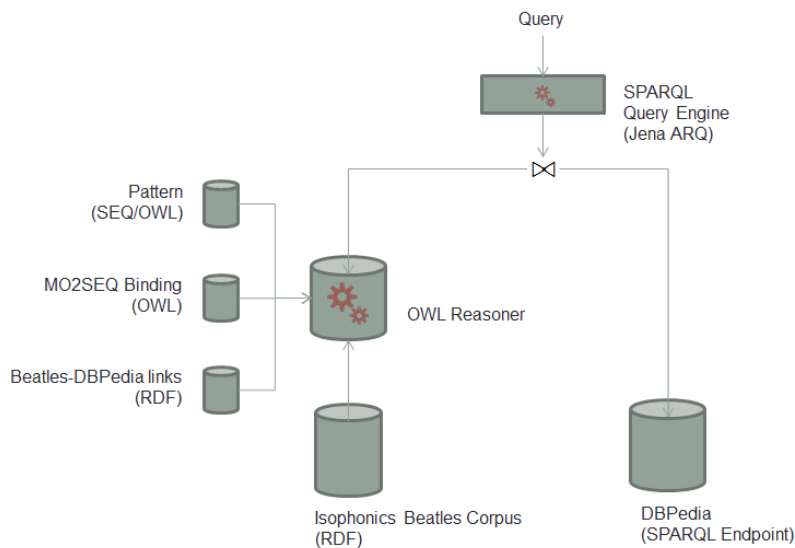 Query
SPARQL
Query Engine
(Jena ARQ)
Pattern
(SEQ/OWL)
MO2SEQ Binding
(OWL)
OWL Reasoner
Beatles-DBPedia links
(RDF)
Isophonics Beatles Corpus
(RDF)
DBPedia
(SPARQL Endpoint)